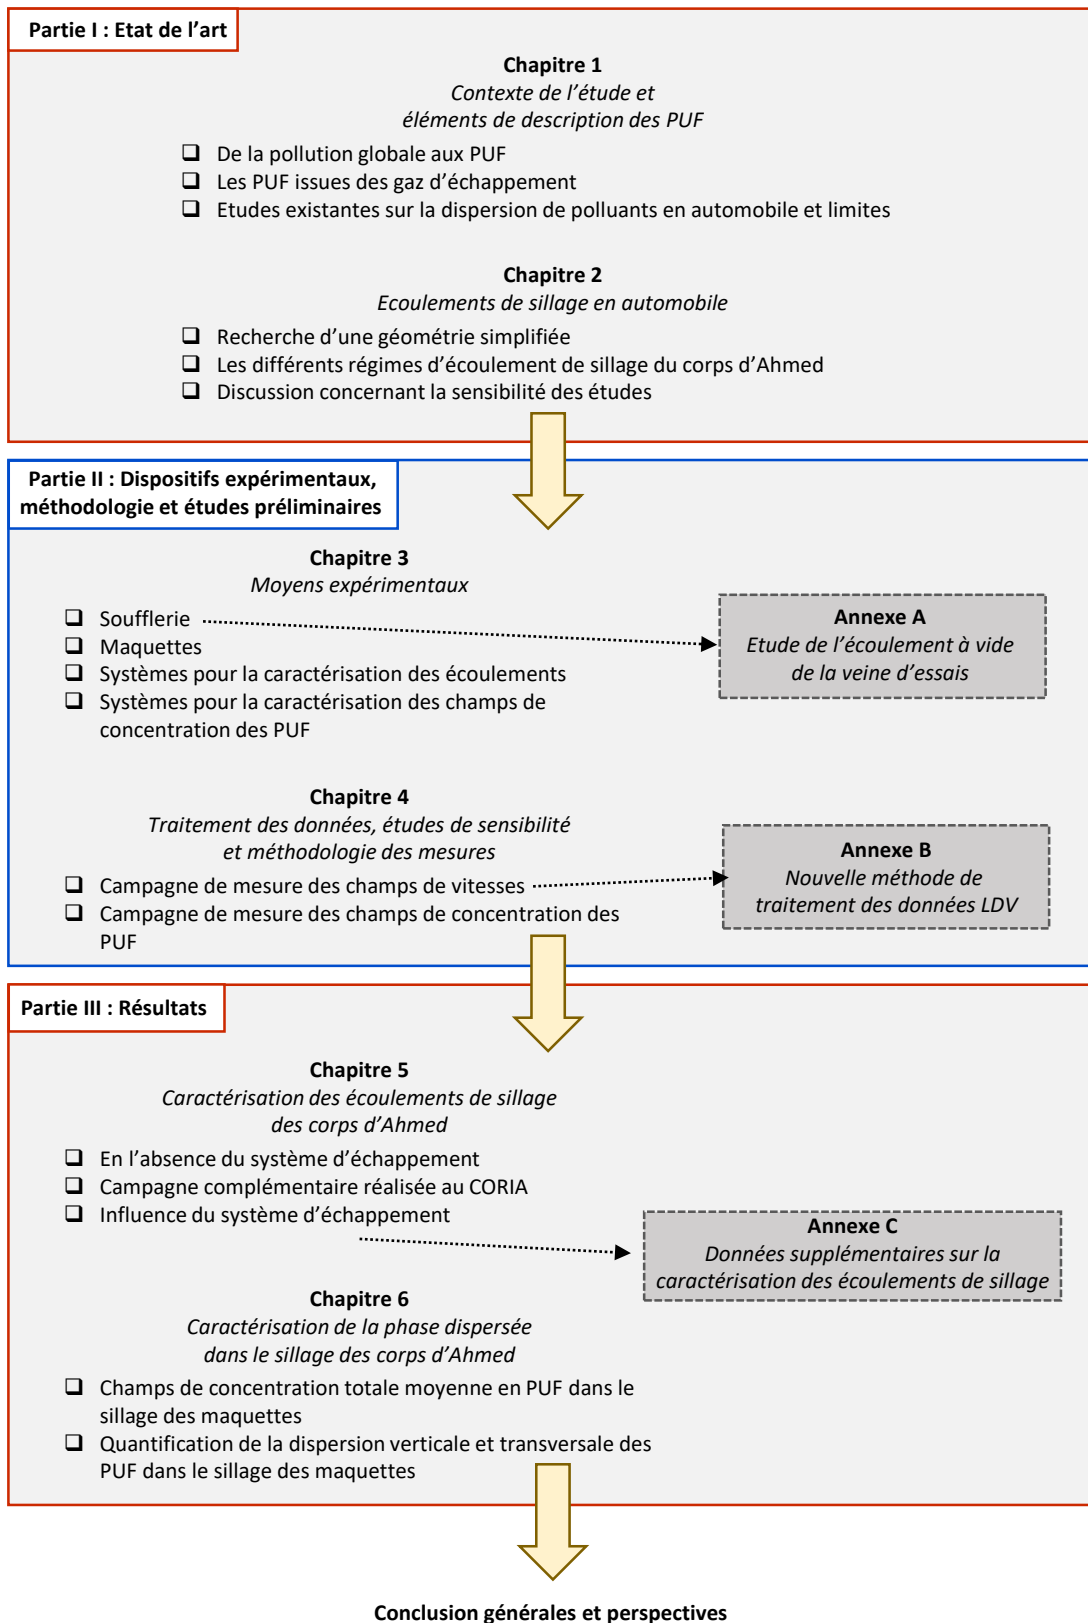 Partie I : Etat de l’art
Chapitre 1
Contexte de l’étude et
éléments de description des PUF
❑ De la pollution globale aux PUF
❑ Les PUF issues des gaz d’échappement
❑ Etudes existantes sur la dispersion de polluants en automobile et limites
Chapitre 2
Ecoulements de sillage en automobile
❑ Recherche d’une géométrie simplifiée
❑ Les différents régimes d’écoulement de sillage du corps d’Ahmed
❑ Discussion concernant la sensibilité des études
Partie II : Dispositifs expérimentaux,
méthodologie et études préliminaires
Chapitre 3
Moyens expérimentaux
❑ Soufflerie
❑ Maquettes
❑ Systèmes pour la caractérisation des écoulements
❑ Systèmes pour la caractérisation des champs de
concentration des PUF
Annexe A
Etude de l’écoulement à vide
de la veine d’essais
Chapitre 4
Traitement des données, études de sensibilité
et méthodologie des mesures
❑ Campagne de mesure des champs de vitesses
❑ Campagne de mesure des champs de concentration des
PUF
Annexe B
Nouvelle méthode de
traitement des données LDV
Partie III : Résultats
Chapitre 5
Caractérisation des écoulements de sillage
des corps d’Ahmed
❑ En l’absence du système d’échappement
❑ Campagne complémentaire réalisée au CORIA
❑ Influence du système d’échappement
Annexe C
Données supplémentaires sur la
caractérisation des écoulements de sillage
Chapitre 6
Caractérisation de la phase dispersée
dans le sillage des corps d’Ahmed
❑ Champs de concentration totale moyenne en PUF dans le
sillage des maquettes
❑ Quantification de la dispersion verticale et transversale des
PUF dans le sillage des maquettes
Conclusion générales et perspectives